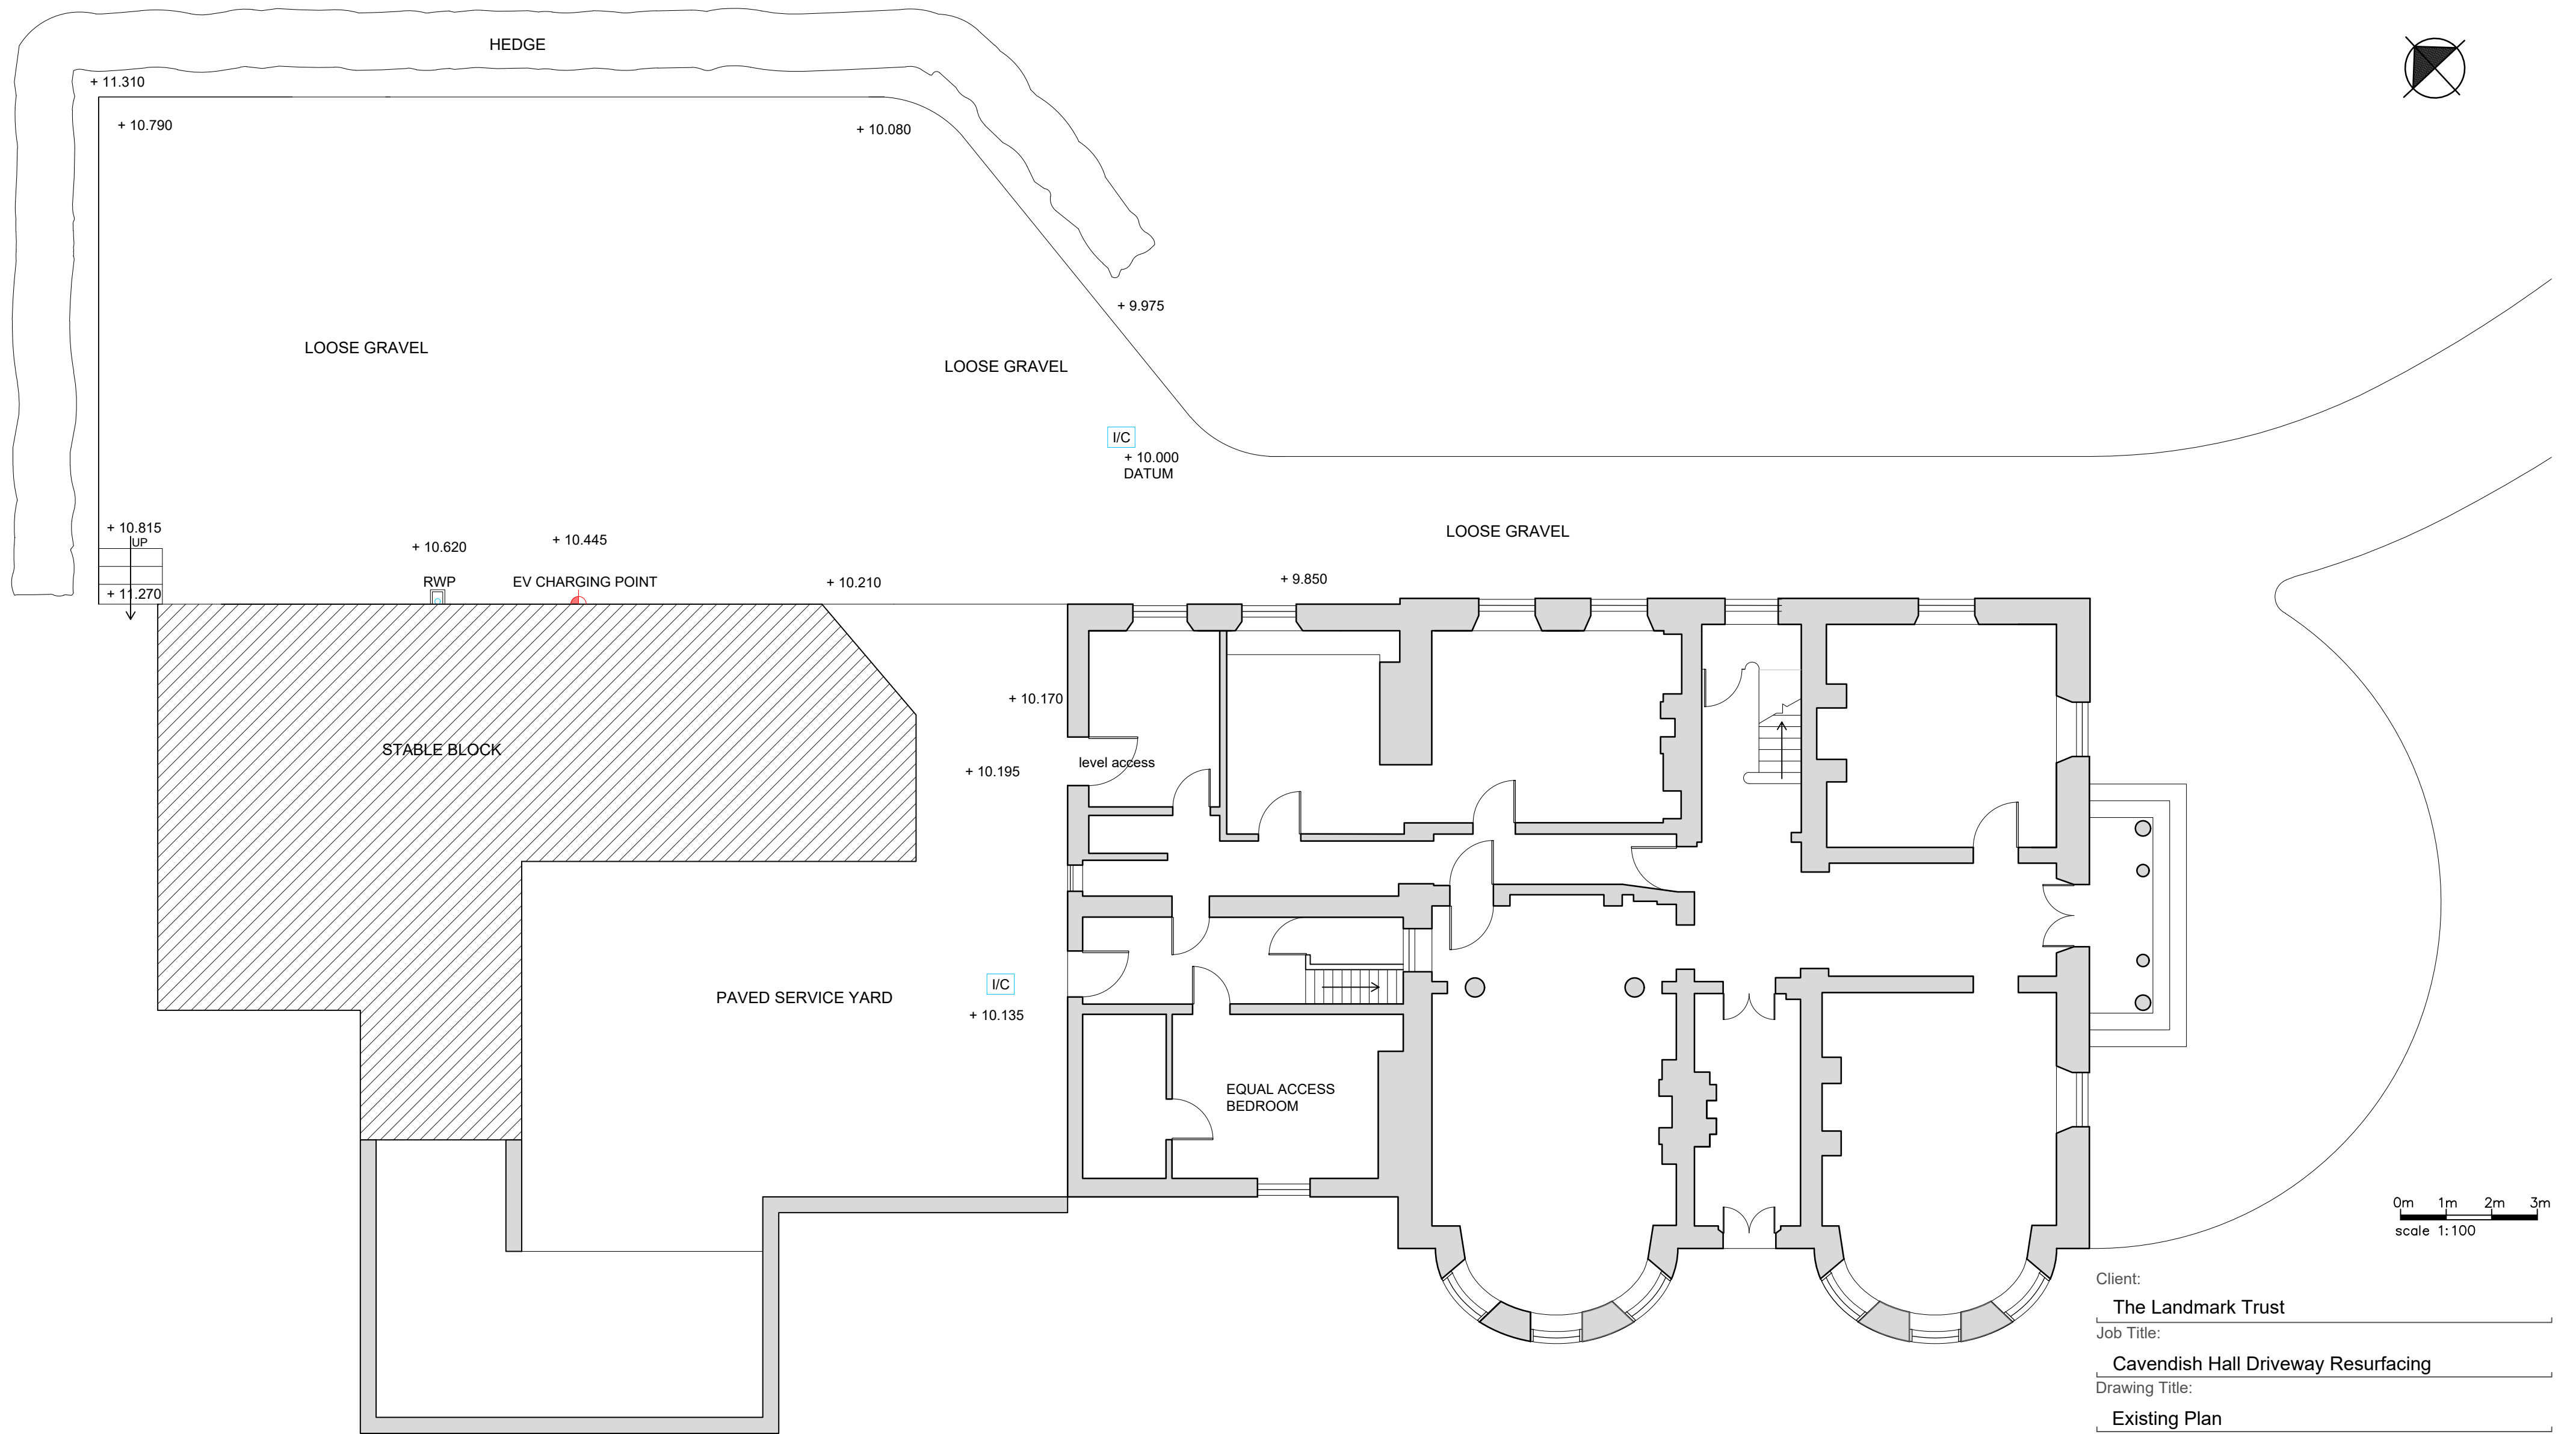 HEDGE
+ 11.310
+ 10.790
+ 10.080
+ 9.975
LOOSE GRAVEL
LOOSE GRAVEL
I/C
+ 10.000
DATUM
+ 10.815
UP
+ 11.270
+ 10.620
RWP
+ 10.445
EV CHARGING POINT
+ 10.210
+ 9.850
LOOSE GRAVEL
+ 10.170
STABLE BLOCK
level access
+ 10.195
I/C
PAVED SERVICE YARD
+ 10.135
EQUAL ACCESS
BEDROOM
0m 1m 2m 3m
scale 1:100
Client:
The Landmark Trust
Job Title:
Cavendish Hall Driveway Resurfacing
Drawing Title:
Existing Plan